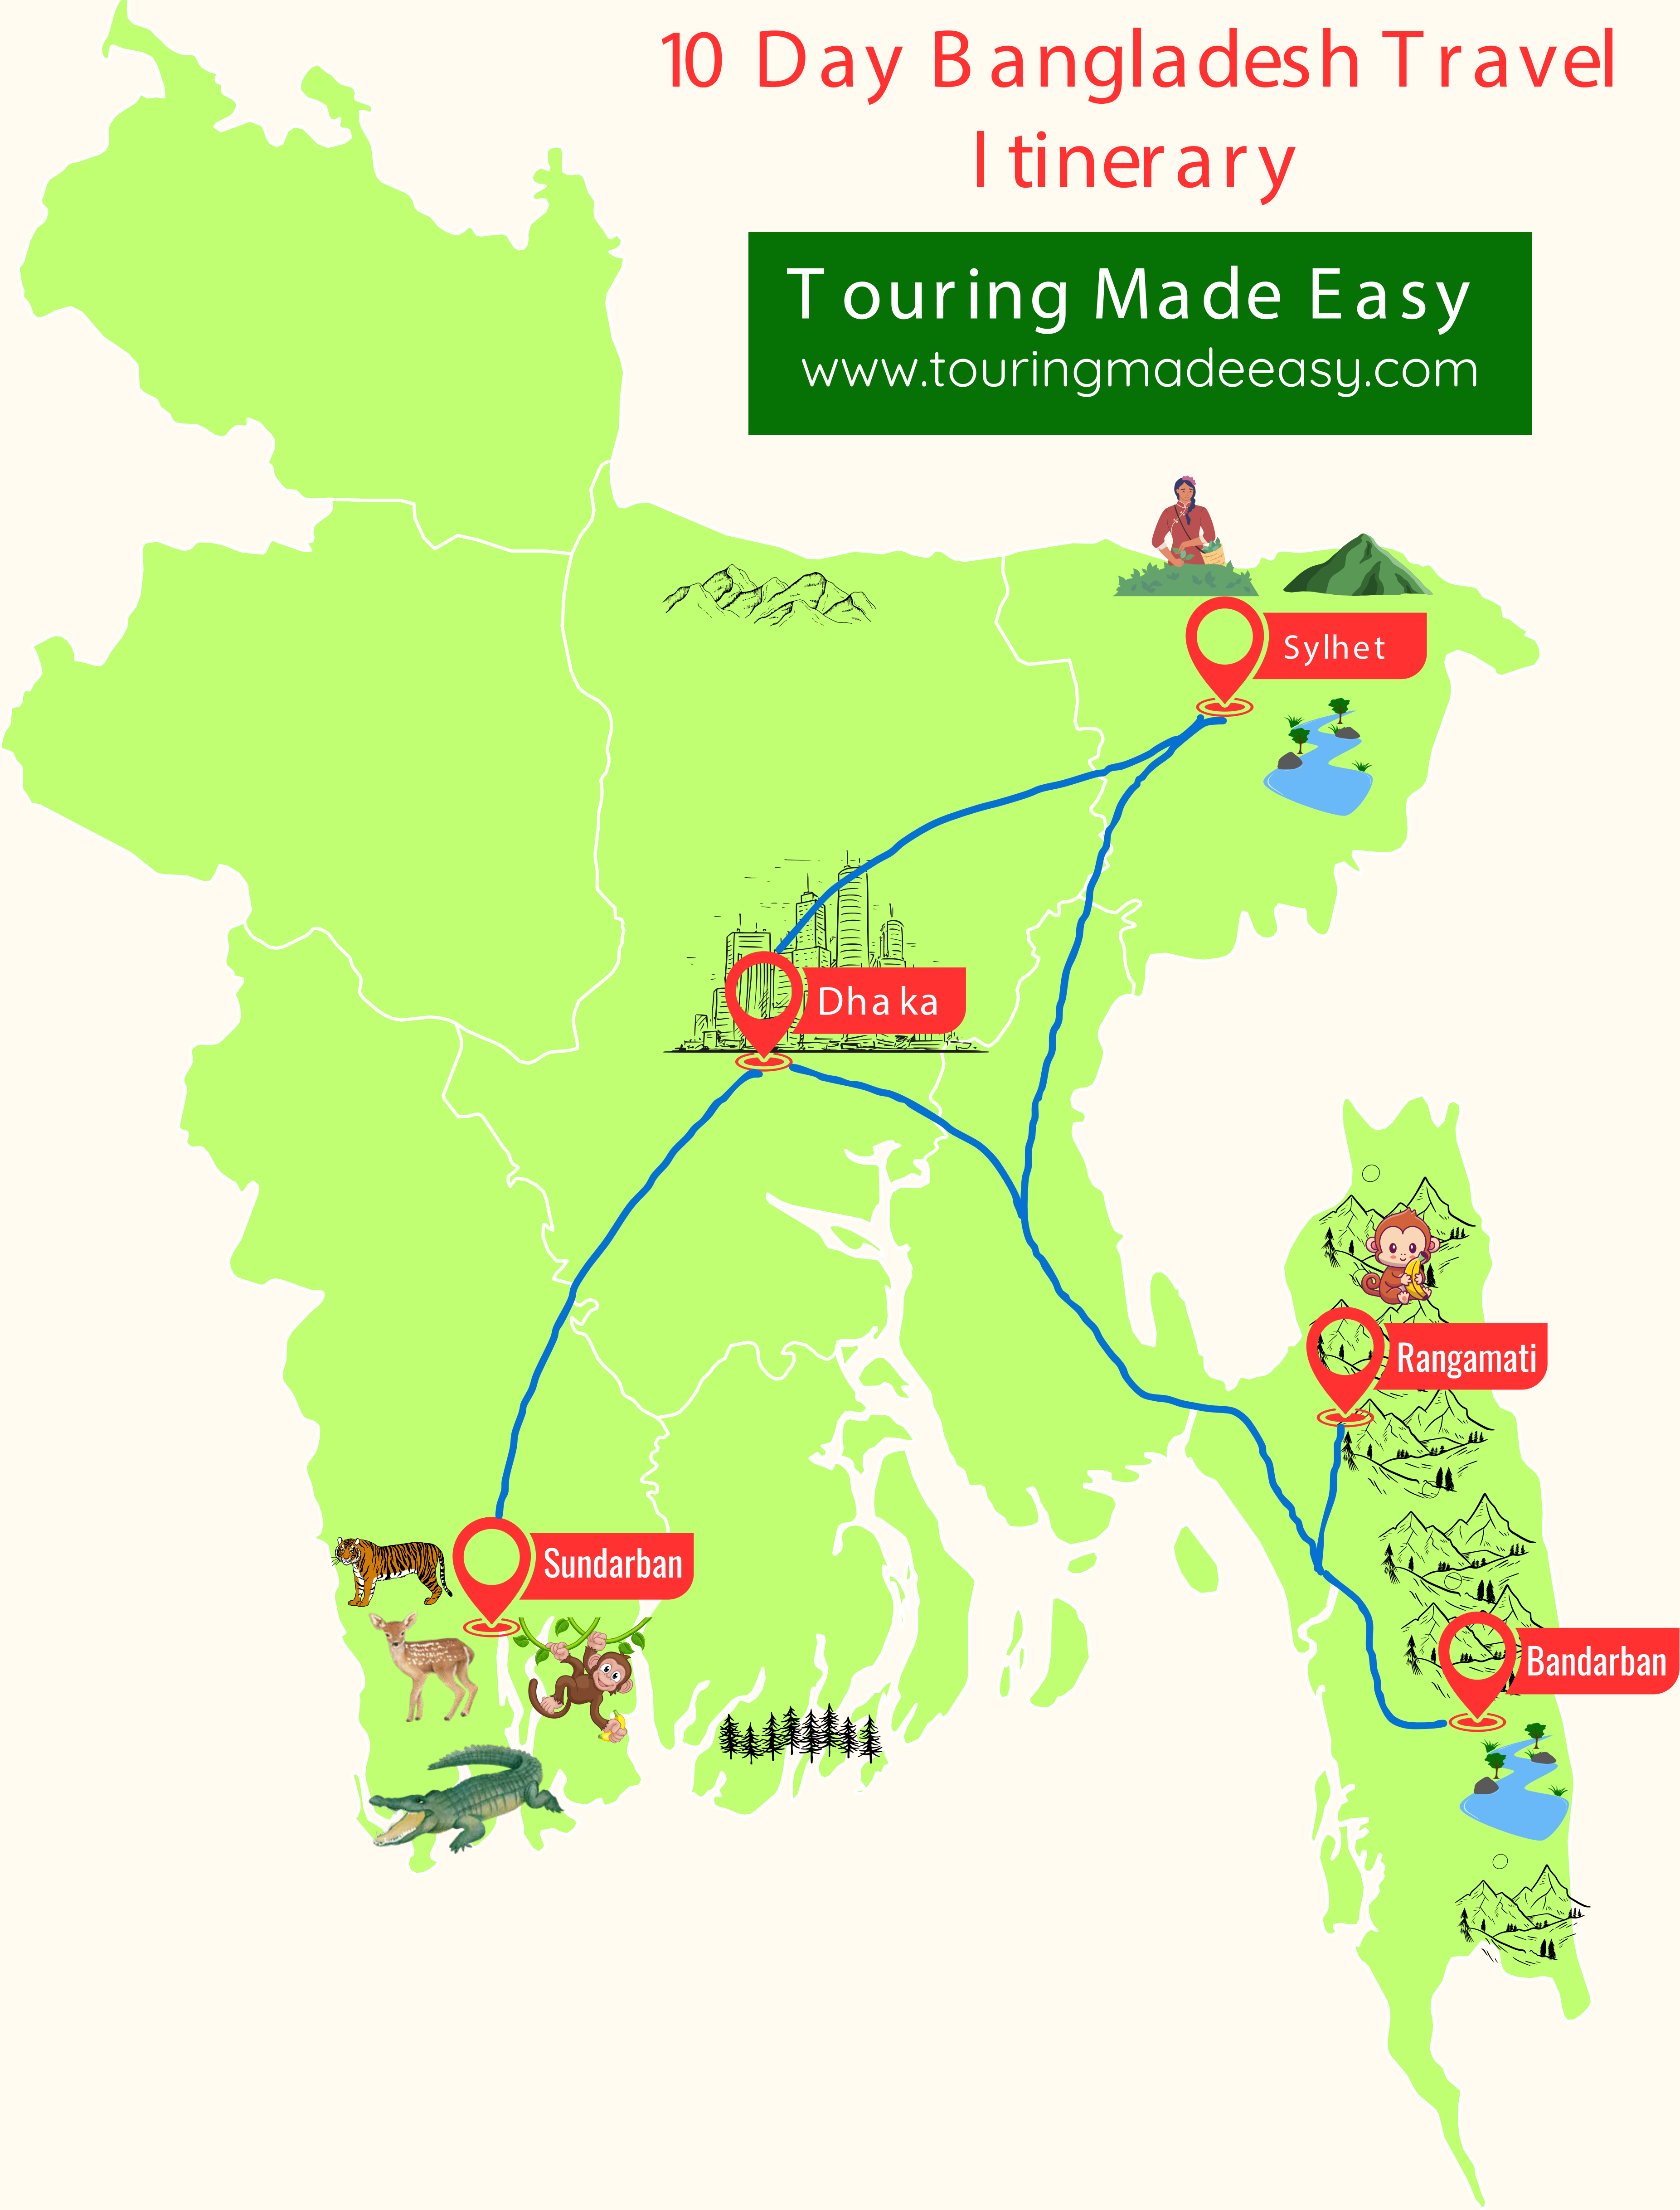 10 Day Bangladesh Travel
Itinerary
Touring Made Easy
www.touringmadeeasy.com
Sylhet
Dhaka
Rangamati
Sundarban
Bandarban